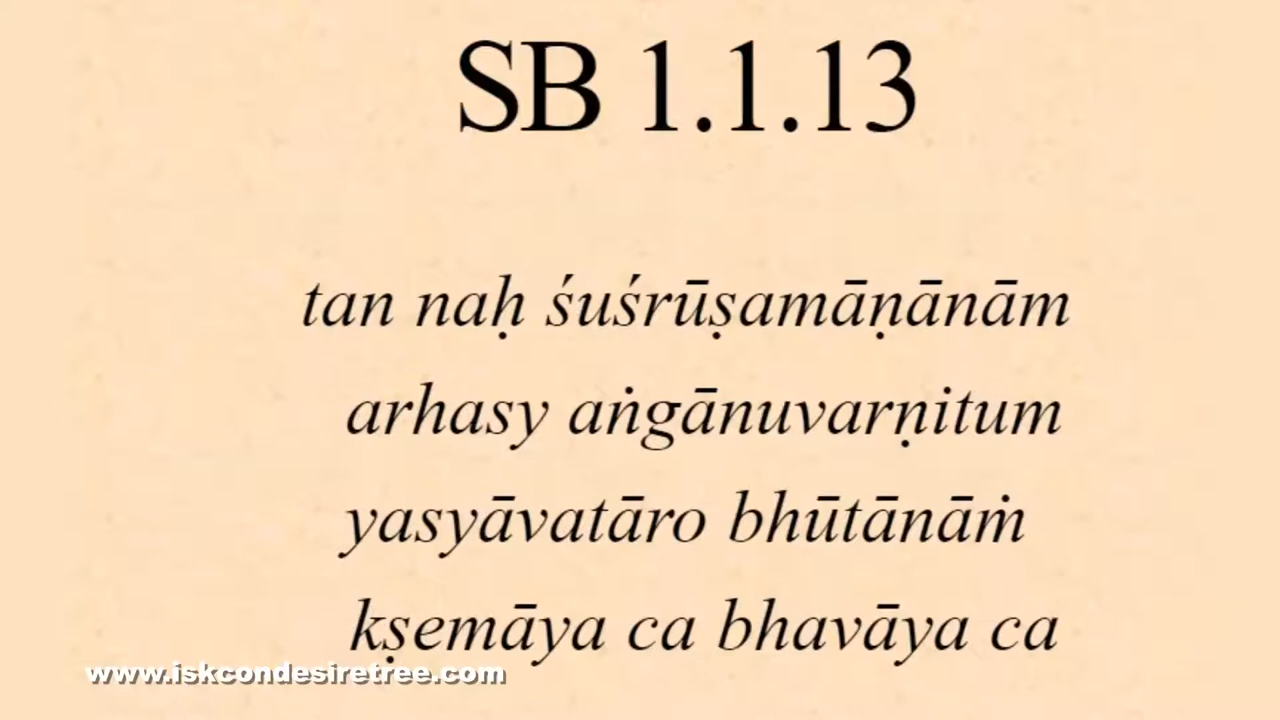 SB 1.1.13
tan naḥ śuśrūṣamāṇānām
arhasy aṅgānuvarṇitum
yasyāvatāro bhūtānāṁ
kṣemāya ca bhavāya ca
www.iskcondesiretree.com